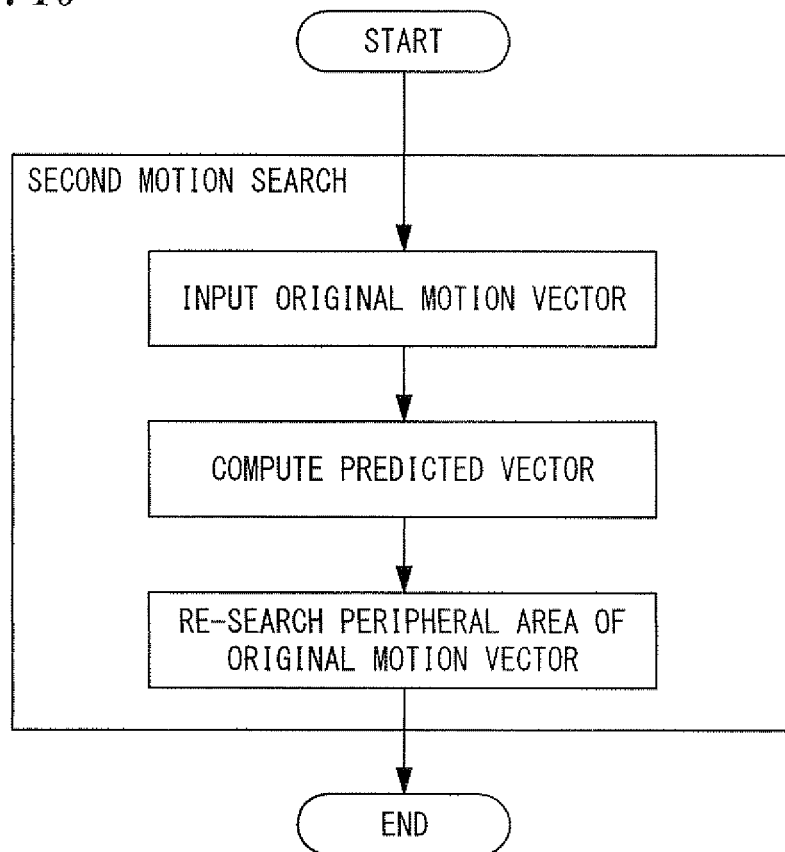 START
SECOND MOTION SEARCH
INPUT ORIGINAL MOTION VECTOR
COMPUTE PREDICTED VECTOR
RE-SEARCH PERIPHERAL AREA OF
ORIGINAL MOTION VECTOR
END